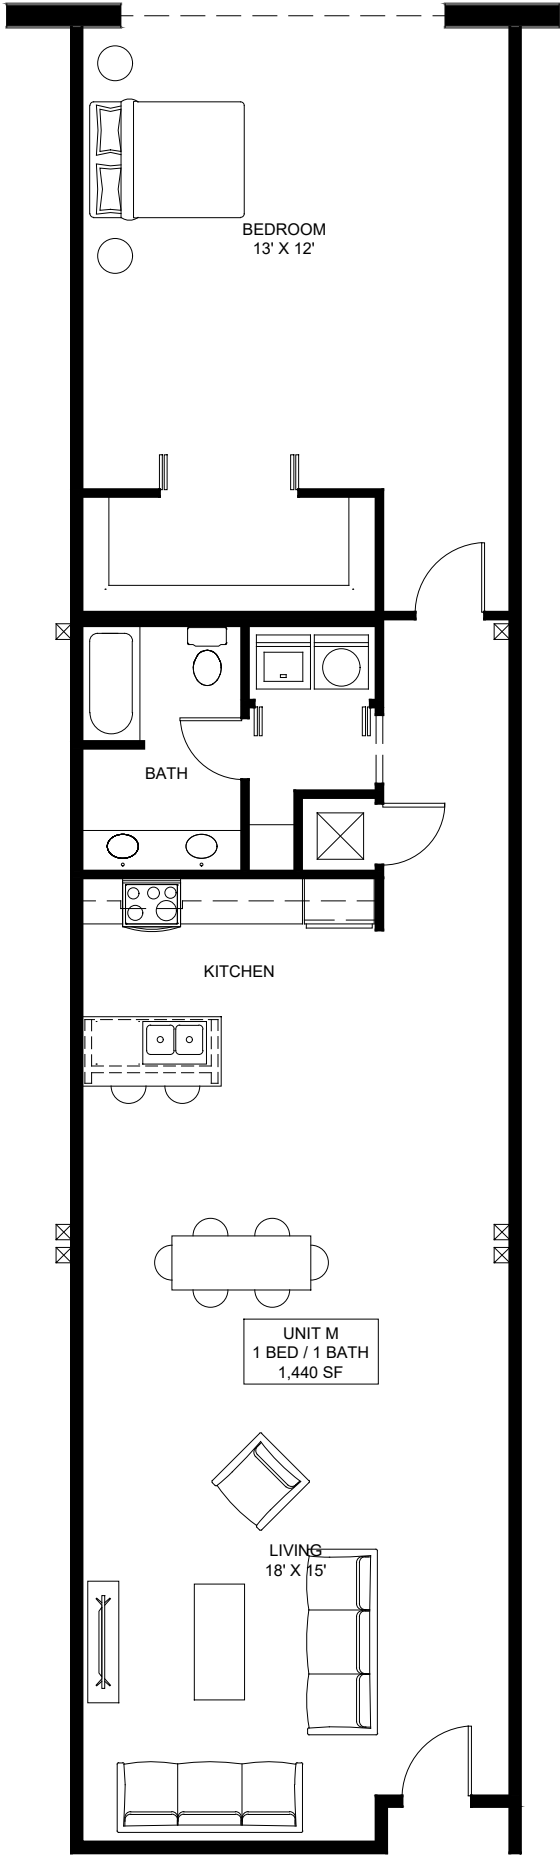 BEDROOM
13' X 12'
BATH
KITCHEN
UNIT M
1 BED / 1 BATH
1,440 SF
LIVING
18' X 15'